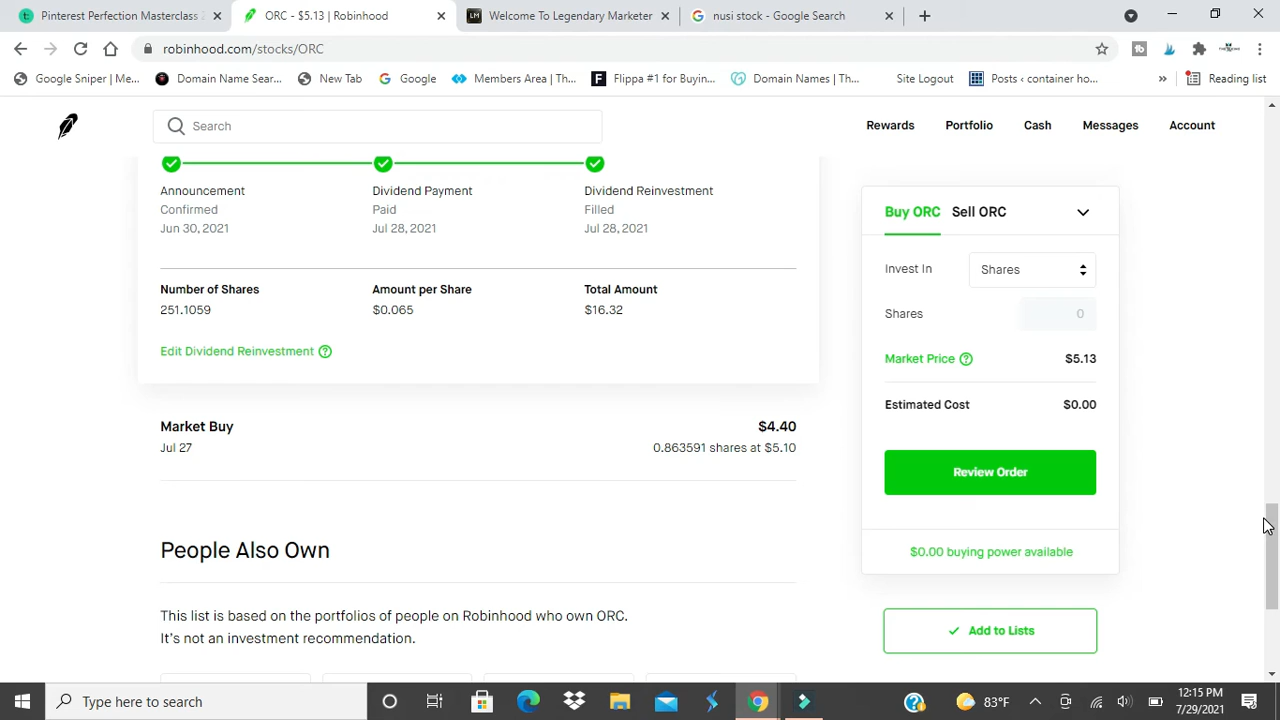 Pinterest Perfection Masterclass
ORC - $5.13 | Robinhood
Welcome To Legendary Marketer
nusi stock - Google Search
robinhood.com/stocks/ORC
Google Sniper | Me...
Domain Name Sear...
New Tab
Google
Members Area | Th...
Flippa #1 for Buyin...
Domain Names | Th...
Site Logout
Posts ‹ container ho...
»
Reading list
Search
Rewards
Portfolio
Cash
Messages
Account
Announcement
Confirmed
Jun 30, 2021
Dividend Payment
Paid
Jul 28, 2021
Dividend Reinvestment
Filled
Jul 28, 2021
Number of Shares
251.1059
Amount per Share
$0.065
Total Amount
$16.32
Edit Dividend Reinvestment
Market Buy
$4.40
Jul 27
0.863591 shares at $5.10
People Also Own
This list is based on the portfolios of people on Robinhood who own ORC.
It's not an investment recommendation.
Buy ORC
Sell ORC
Invest In
Shares
Shares
0
Market Price
$5.13
Estimated Cost
$0.00
Review Order
$0.00 buying power available
Add to Lists
Type here to search
83°F
12:15 PM
7/29/2021